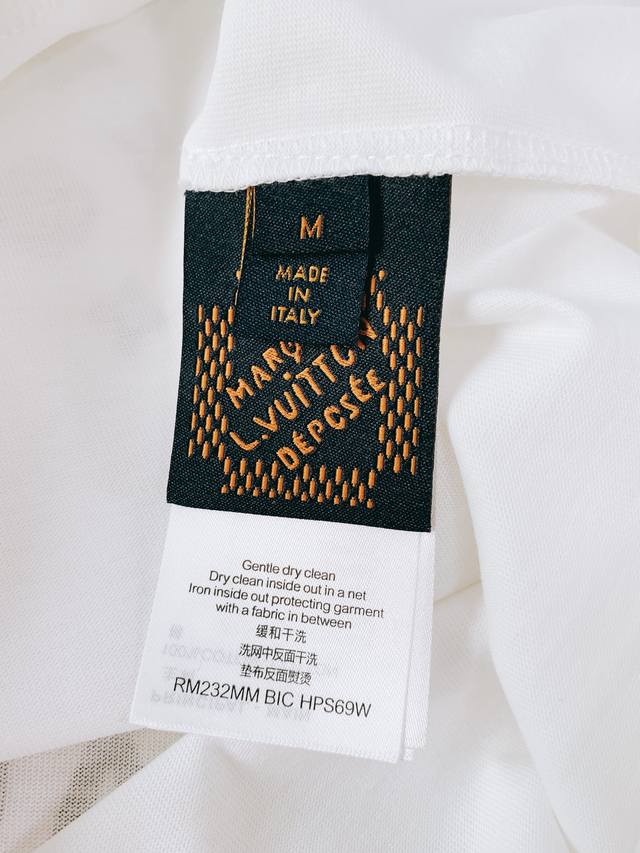 M
MADE
IN
ITALY
MARQ
L.VUITTON
DÉPOSÉE
Gentle dry clean
Dry clean inside out in a net
Iron inside out protecting garment
with a fabric in between
缓和干洗
洗网中反面干洗
垫布反面熨烫
RM232MM BIC HPS69W